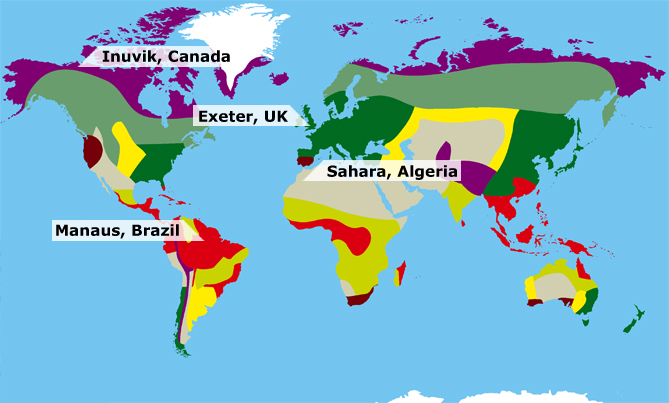 Inuvik, Canada
Exeter, UK
Sahara, Algeria
Manaus, Brazil